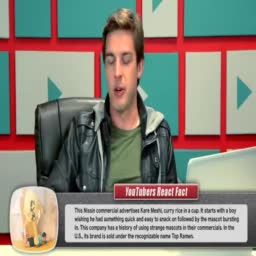 YouTubers React Fact
This Nissin commercial advertises Kare Meshi, curry rice in a cup. It starts with a boy
wishing he had something quick and easy to snack on followed by the mascot bursting
in. This company has a history of using strange mascots in their commercials. In the
U.S., its brand is sold under the recognizable name Top Ramen.